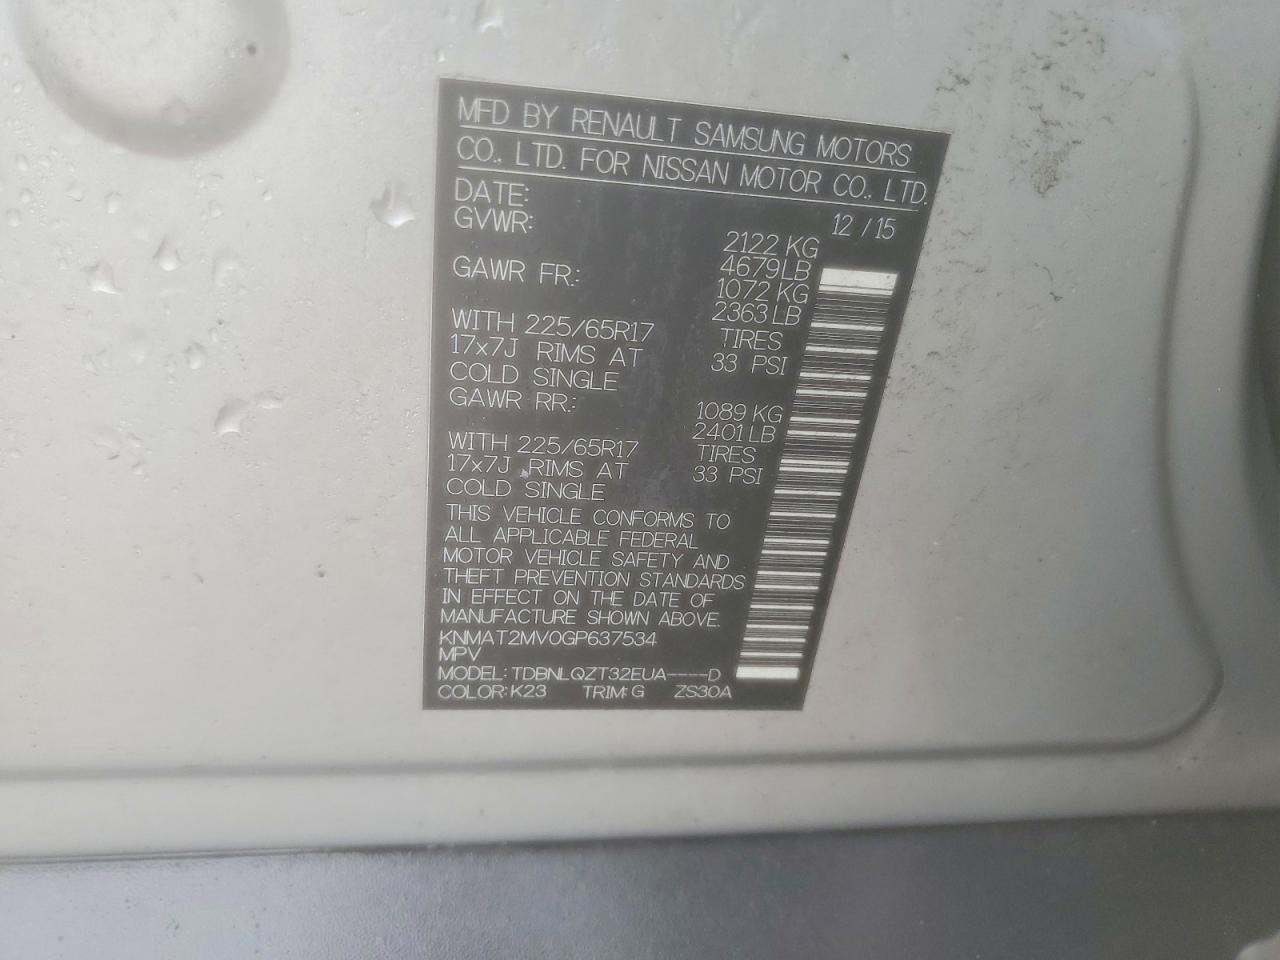 MFD BY RENAULT SAMSUNG MOTORS
CO., LTD. FOR NISSAN MOTOR CO., LTD.
DATE: 12 / 15
GVWR: 2122 KG
4679LB
GAWR FR.: 1072 KG
2363 LB
WITH 225/65R17 TIRES
17x7J RIMS AT 33 PSI
COLD SINGLE
GAWR RR.: 1089 KG
2401 LB
WITH 225/65R17 TIRES
17x7J RIMS AT 33 PSI
COLD SINGLE
THIS VEHICLE CONFORMS TO
ALL APPLICABLE FEDERAL
MOTOR VEHICLE SAFETY AND
THEFT PREVENTION STANDARDS
IN EFFECT ON THE DATE OF
MANUFACTURE SHOWN ABOVE.
KNMAT2MV0GP637534
MPV
MODEL: TDBNLQZT32EUA----D
COLOR: K23 TRIM: G ZS30A